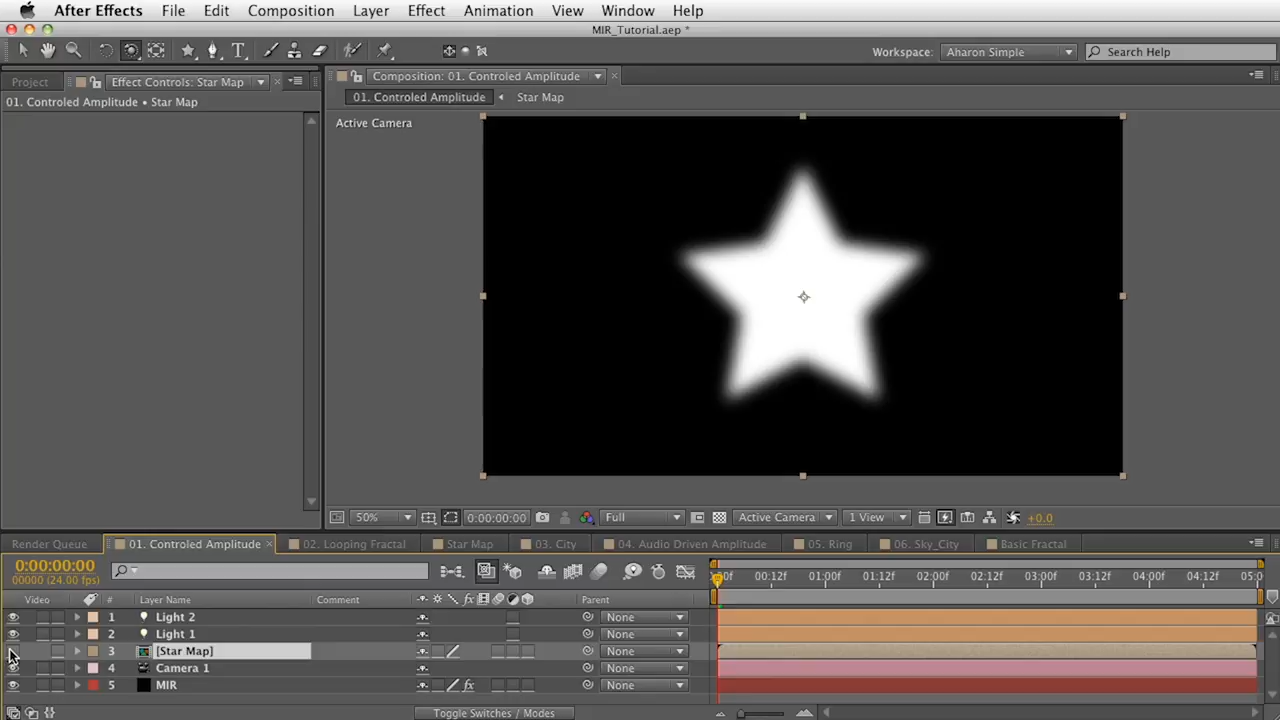 After Effects File Edit Composition Layer Effect Animation View Window Help
MIR_Tutorial.aep *
T Workspace: Aharon Simple Search Help
Project Effect Controls: Star Map Composition: 01. Controled Amplitude
01. Controled Amplitude • Star Map 01. Controled Amplitude Star Map
Active Camera
50% 0:00:00:00 Full Active Camera 1 View +0.0
Render Queue 01. Controled Amplitude 02. Looping Fractal Star Map 03. City 04. Audio Driven Amplitude 05. Ring 06. Sky_City Basic Fractal
0:00:00:00
00000 (24.00 fps) :00f 00:12f 01:00f 01:12f 02:00f 02:12f 03:00f 03:12f 04:00f 04:12f 05:0
Video # Layer Name Comment fx Parent
1 Light 2 None
2 Light 1 None
3 [Star Map] None
4 Camera 1 None
5 MIR fx None
Toggle Switches / Modes